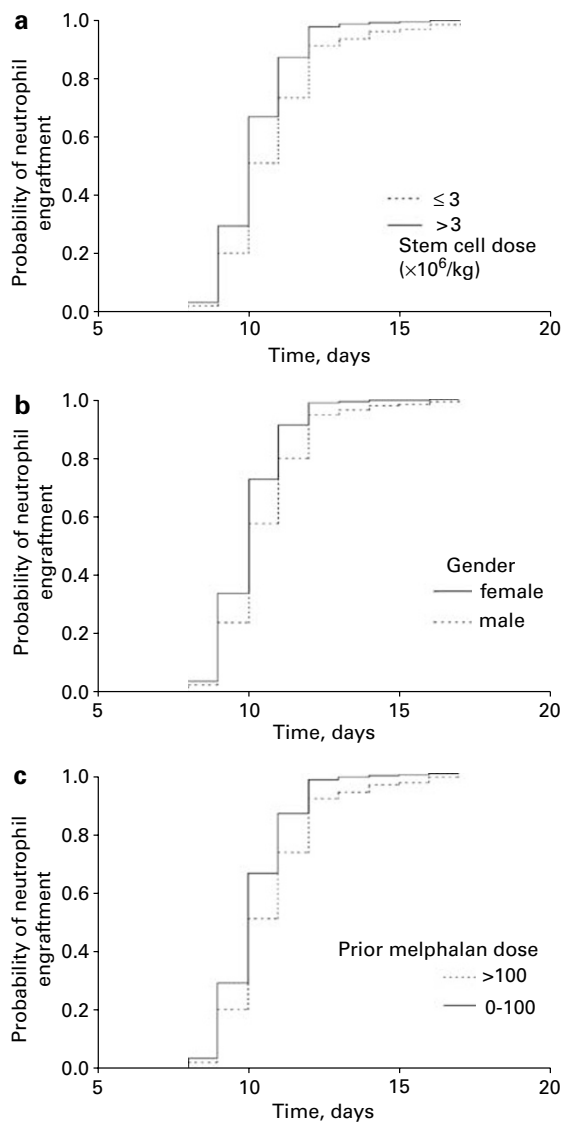 a
Probability of neutrophil
engraftment
1.0
0.8
0.6
0.4
0.2
0.0
≤ 3
>3
Stem cell dose
(×10⁶/kg)
5
10
15
20
Time, days
b
Probability of neutrophil
engraftment
1.0
0.8
0.6
0.4
0.2
0.0
Gender
female
male
5
10
15
20
Time, days
c
Probability of neutrophil
engraftment
1.0
0.8
0.6
0.4
0.2
0.0
Prior melphalan dose
>100
0-100
5
10
15
20
Time, days